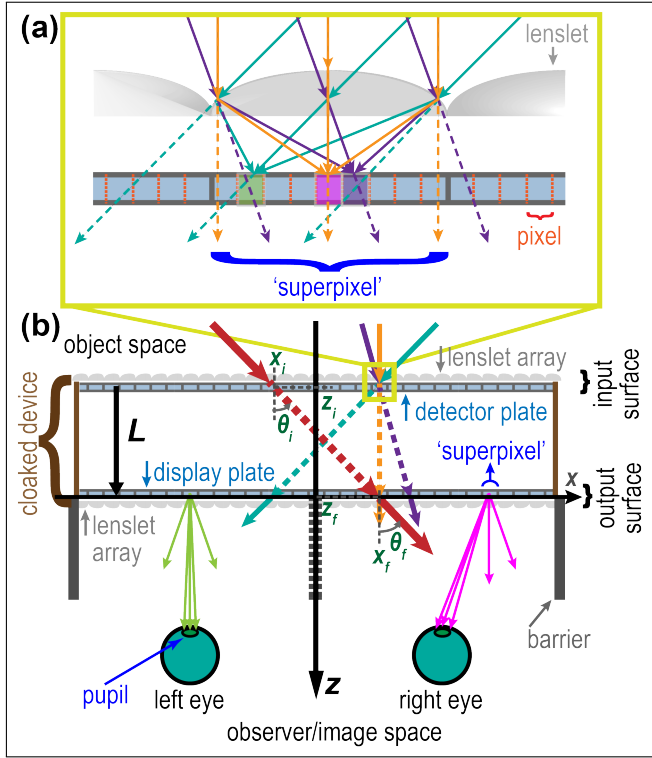 (a)
lenslet
pixel
'superpixel'
(b)
object space
lenslet array
x_i
z_i
θ_i
detector plate
input
surface
cloaked device
L
display plate
'superpixel'
x
output
surface
z_f
lenslet
array
x_f
θ_f
barrier
pupil
left eye
z
right eye
observer/image space